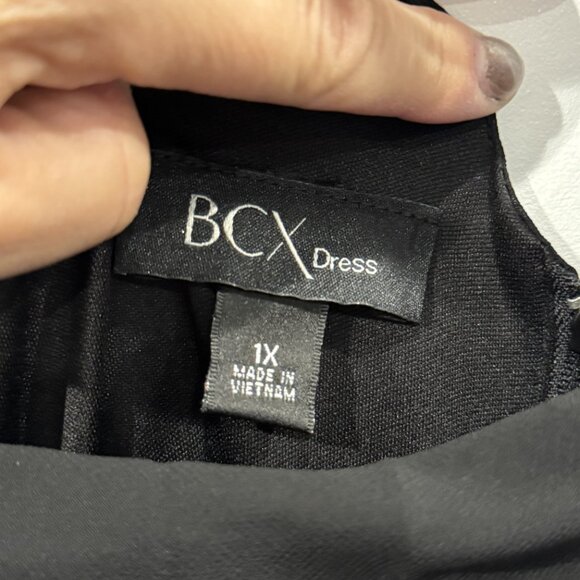 BCX Dress
1X
MADE IN
VIETNAM